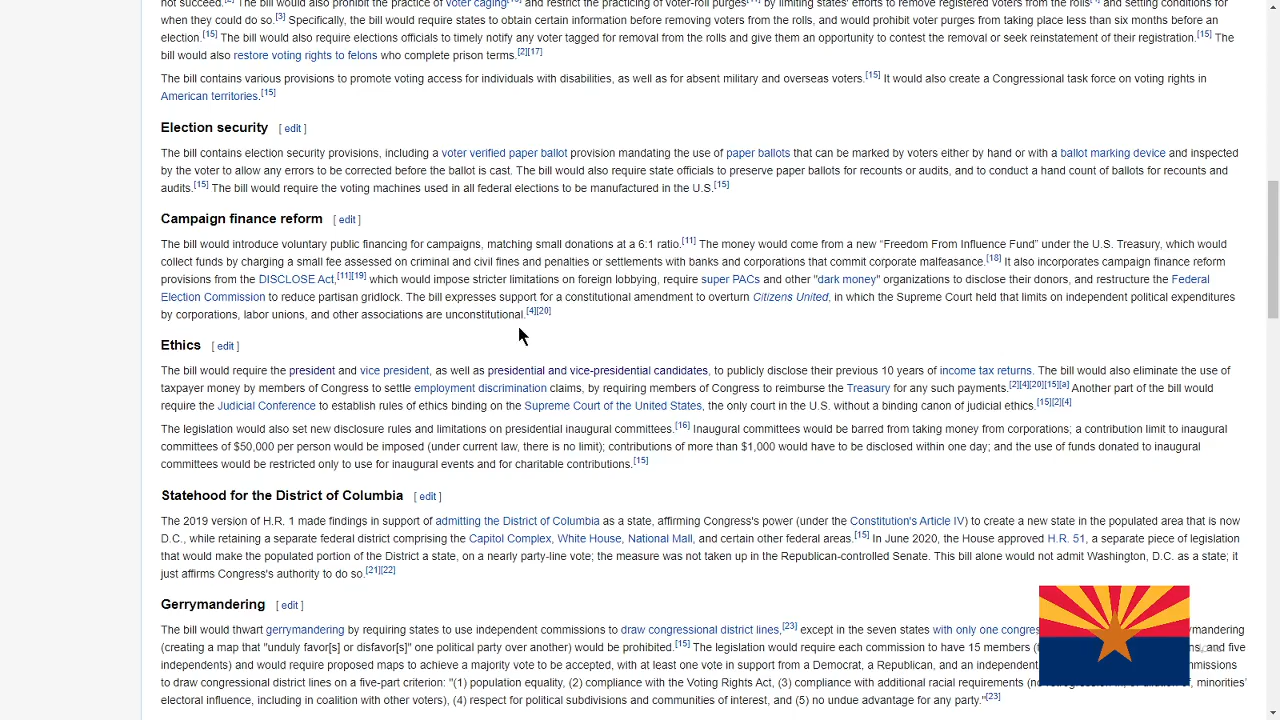 not succeed.[2] The bill would also prohibit the practice of voter caging and restrict the practicing of voter-roll purges by limiting states' efforts to remove registered voters from the rolls and setting conditions for
when they could do so.[3] Specifically, the bill would require states to obtain certain information before removing voters from the rolls, and would prohibit voter purges from taking place less than six months before an
election.[15] The bill would also require elections officials to timely notify any voter tagged for removal from the rolls and give them an opportunity to contest the removal or seek reinstatement of their registration.[15] The
bill would also restore voting rights to felons who complete prison terms.[2][17]
The bill contains various provisions to promote voting access for individuals with disabilities, as well as for absent military and overseas voters.[15] It would also create a Congressional task force on voting rights in
American territories.[15]
Election security [ edit ]
The bill contains election security provisions, including a voter verified paper ballot provision mandating the use of paper ballots that can be marked by voters either by hand or with a ballot marking device and inspected
by the voter to allow any errors to be corrected before the ballot is cast. The bill would also require state officials to preserve paper ballots for recounts or audits, and to conduct a hand count of ballots for recounts and
audits.[15] The bill would require the voting machines used in all federal elections to be manufactured in the U.S.[15]
Campaign finance reform [ edit ]
The bill would introduce voluntary public financing for campaigns, matching small donations at a 6:1 ratio.[11] The money would come from a new “Freedom From Influence Fund” under the U.S. Treasury, which would
collect funds by charging a small fee assessed on criminal and civil fines and penalties or settlements with banks and corporations that commit corporate malfeasance.[18] It also incorporates campaign finance reform
provisions from the DISCLOSE Act,[11][19] which would impose stricter limitations on foreign lobbying, require super PACs and other "dark money" organizations to disclose their donors, and restructure the Federal
Election Commission to reduce partisan gridlock. The bill expresses support for a constitutional amendment to overturn Citizens United, in which the Supreme Court held that limits on independent political expenditures
by corporations, labor unions, and other associations are unconstitutional.[4][20]
Ethics [ edit ]
The bill would require the president and vice president, as well as presidential and vice-presidential candidates, to publicly disclose their previous 10 years of income tax returns. The bill would also eliminate the use of
taxpayer money by members of Congress to settle employment discrimination claims, by requiring members of Congress to reimburse the Treasury for any such payments.[2][4][20][15][a] Another part of the bill would
require the Judicial Conference to establish rules of ethics binding on the Supreme Court of the United States, the only court in the U.S. without a binding canon of judicial ethics.[15][2][4]
The legislation would also set new disclosure rules and limitations on presidential inaugural committees.[16] Inaugural committees would be barred from taking money from corporations; a contribution limit to inaugural
committees of $50,000 per person would be imposed (under current law, there is no limit); contributions of more than $1,000 would have to be disclosed within one day; and the use of funds donated to inaugural
committees would be restricted only to use for inaugural events and for charitable contributions.[15]
Statehood for the District of Columbia [ edit ]
The 2019 version of H.R. 1 made findings in support of admitting the District of Columbia as a state, affirming Congress's power (under the Constitution's Article IV) to create a new state in the populated area that is now
D.C., while retaining a separate federal district comprising the Capitol Complex, White House, National Mall, and certain other federal areas.[15] In June 2020, the House approved H.R. 51, a separate piece of legislation
that would make the populated portion of the District a state, on a nearly party-line vote; the measure was not taken up in the Republican-controlled Senate. This bill alone would not admit Washington, D.C. as a state; it
just affirms Congress's authority to do so.[21][22]
Gerrymandering [ edit ]
The bill would thwart gerrymandering by requiring states to use independent commissions to draw congressional district lines,[23] except in the seven states with only one congres ymandering
(creating a map that "unduly favor[s] or disfavor[s]" one political party over another) would be prohibited.[15] The legislation would require each commission to have 15 members ( and five
independents) and would require proposed maps to achieve a majority vote to be accepted, with at least one vote in support from a Democrat, a Republican, and an independent missions
to draw congressional district lines on a five-part criterion: "(1) population equality, (2) compliance with the Voting Rights Act, (3) compliance with additional racial requirements (no minorities'
electoral influence, including in coalition with other voters), (4) respect for political subdivisions and communities of interest, and (5) no undue advantage for any party."[23]